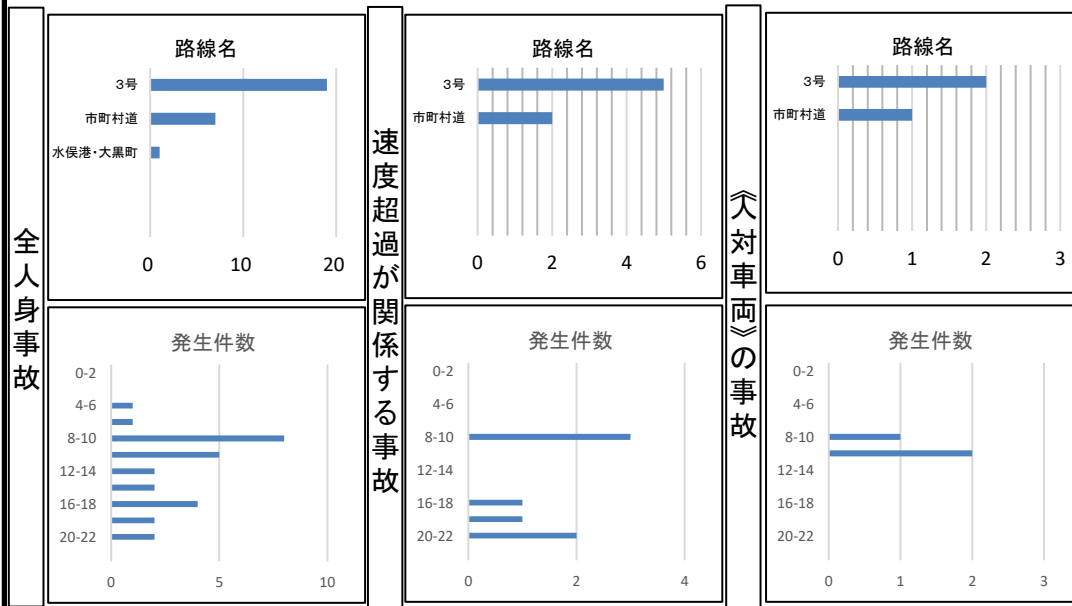 全人身事故
路線名
3号
市町村道
水俣港・大黒町
0 10 20
発生件数
0-2
4-6
8-10
12-14
16-18
20-22
0 5 10
速度超過が関係する事故
路線名
3号
市町村道
0 2 4 6
発生件数
0-2
4-6
8-10
12-14
16-18
20-22
0 2 4
《人対車両》の事故
路線名
3号
市町村道
0 1 2 3
発生件数
0-2
4-6
8-10
12-14
16-18
20-22
0 1 2 3